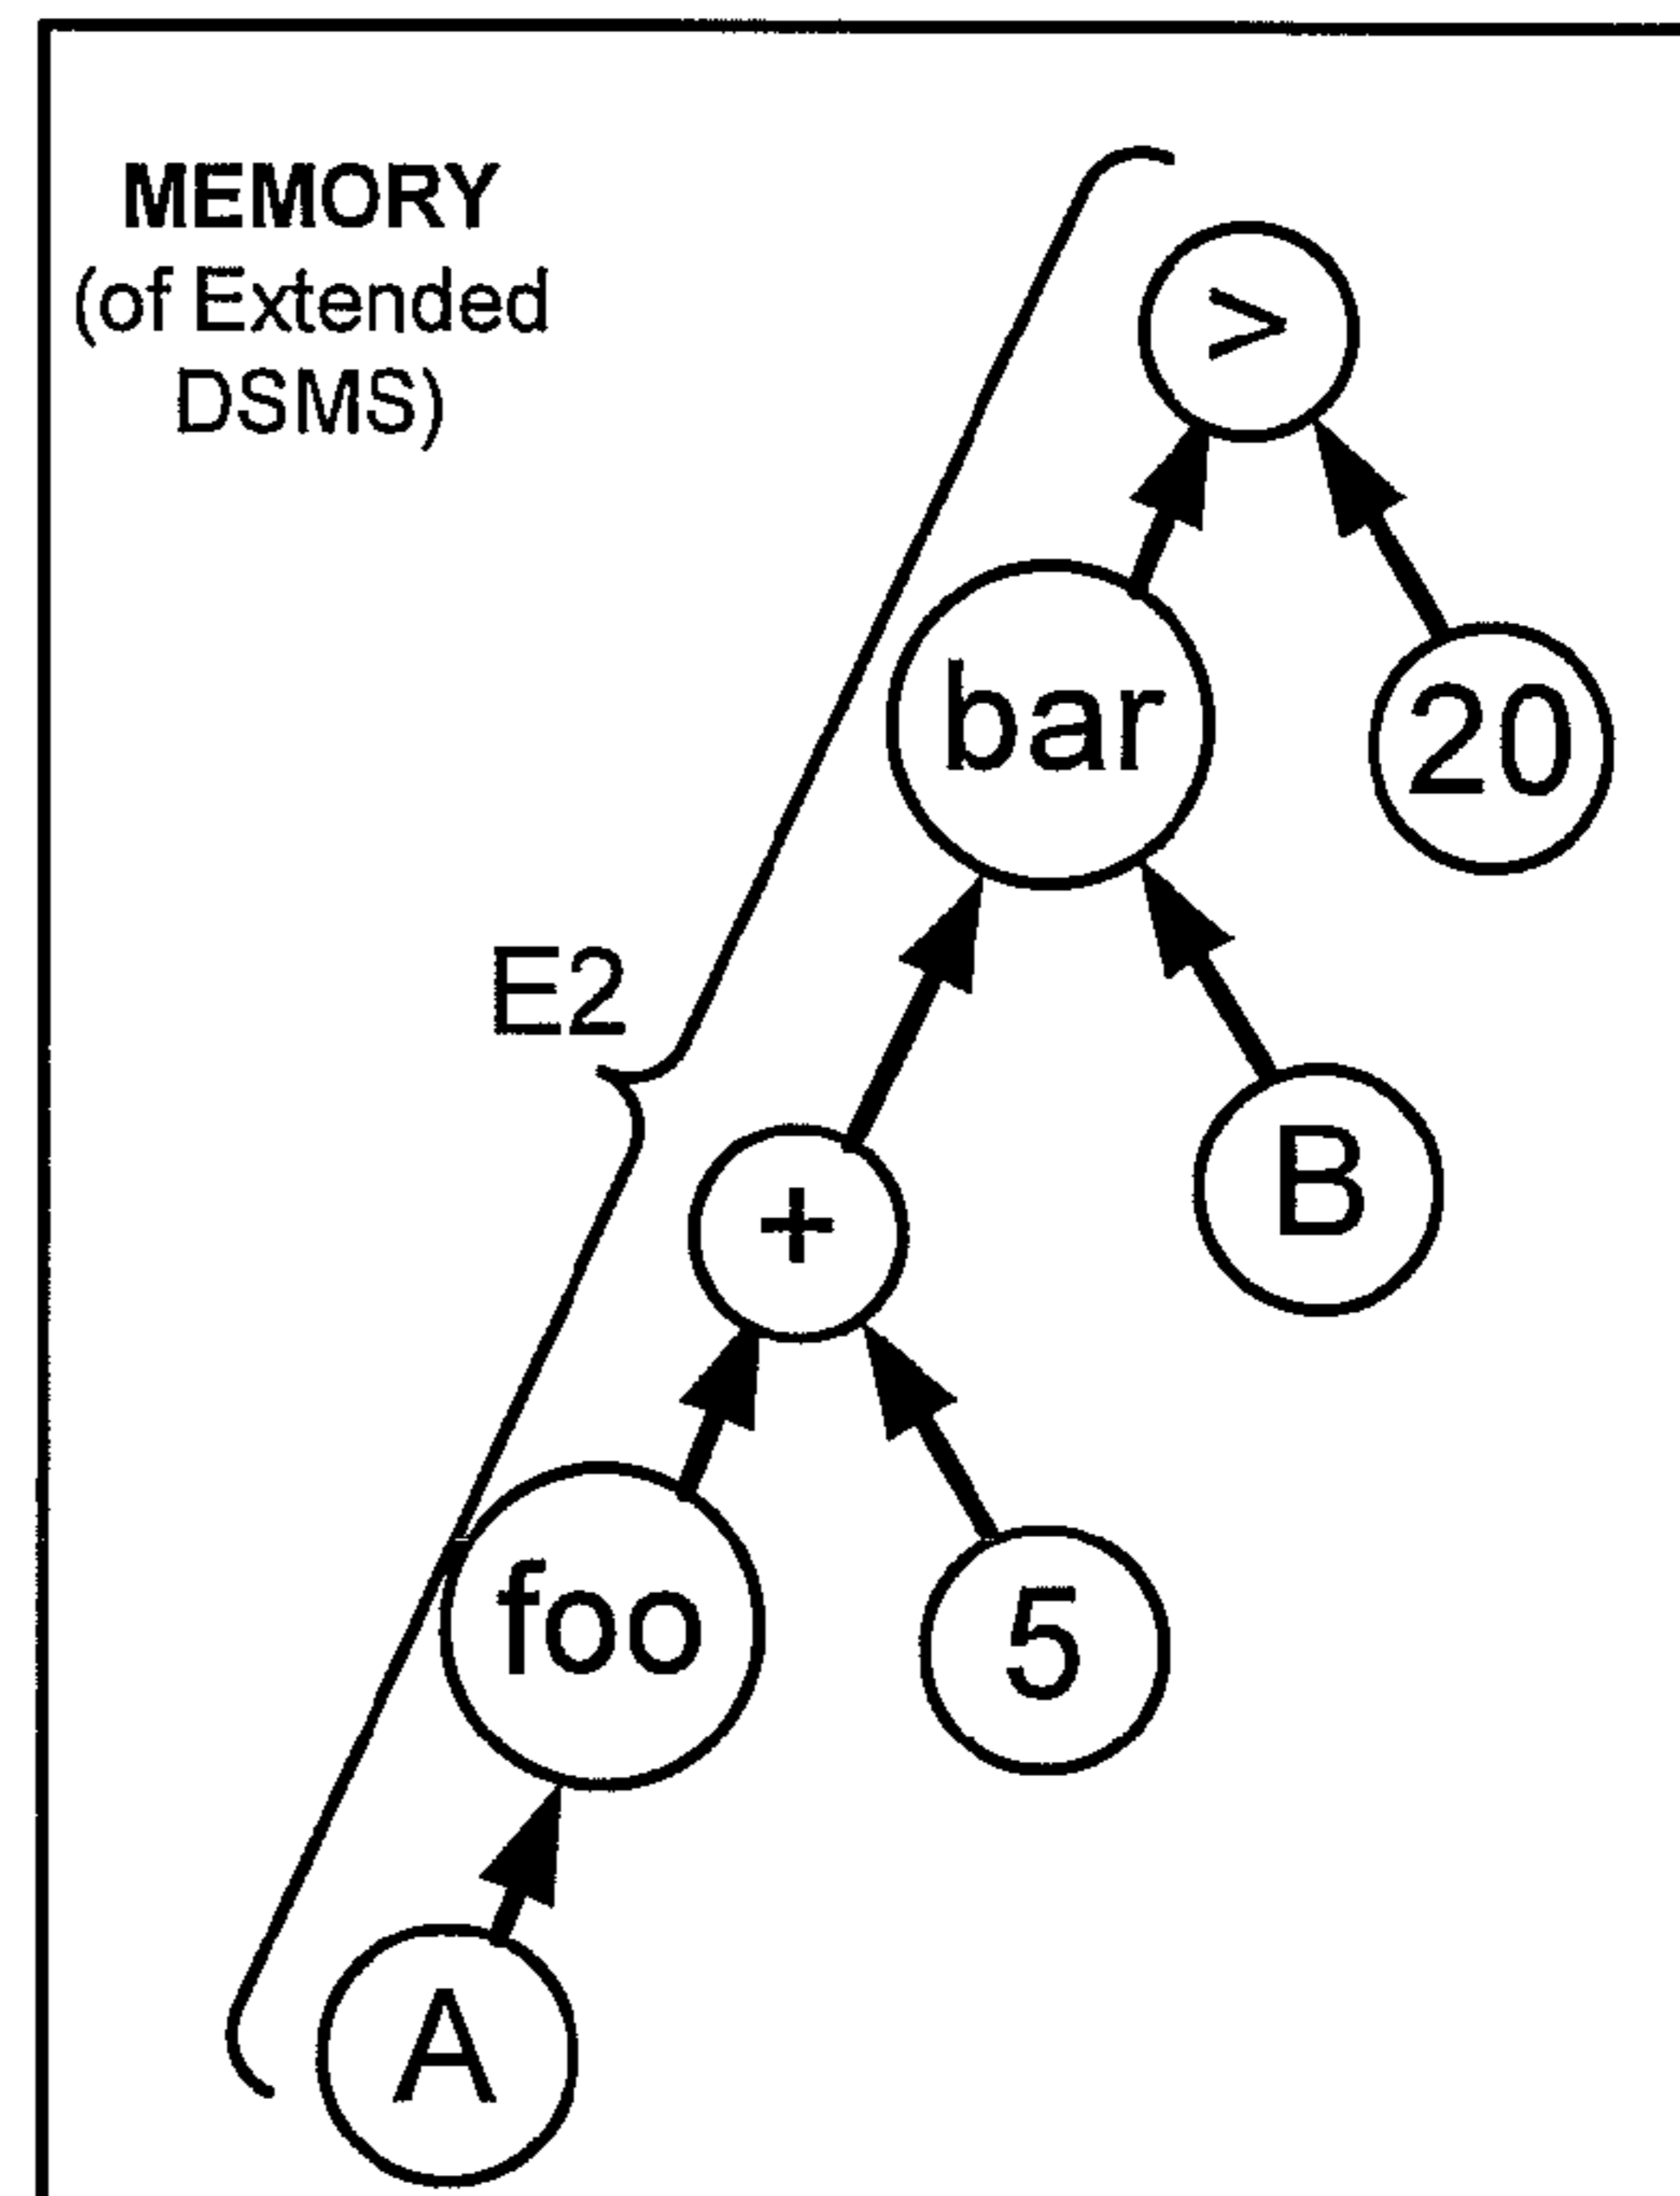 MEMORY
(of Extended
DSMS)
>
bar
20
E2
+
B
foo
5
A